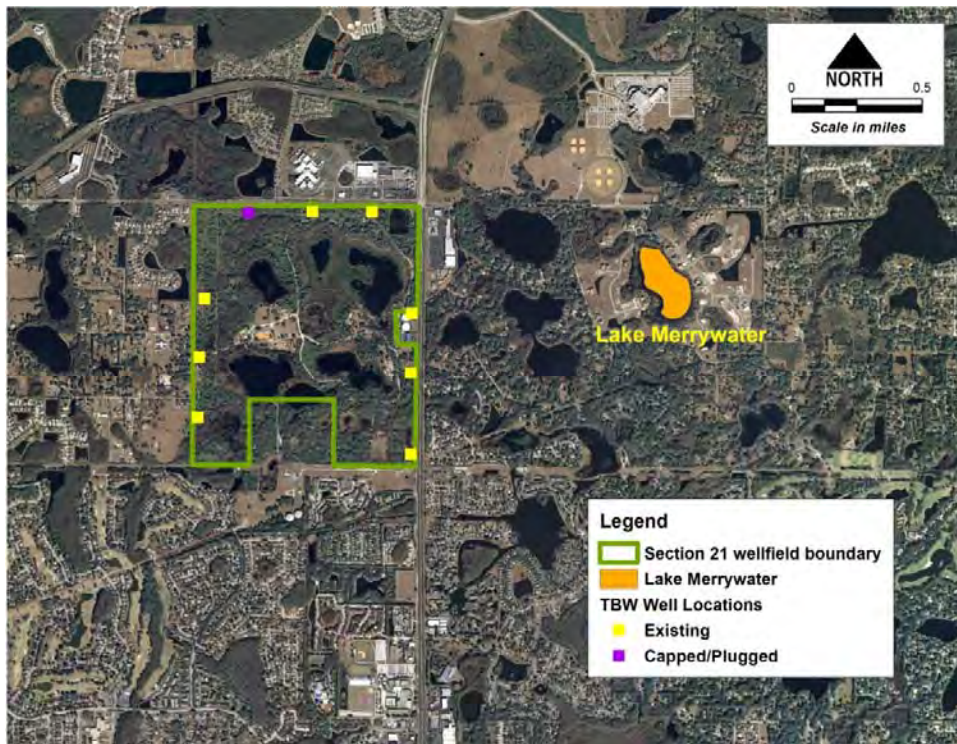 NORTH
0 0.5
Scale in miles
Lake Merrywater
Legend
Section 21 wellfield boundary
Lake Merrywater
TBW Well Locations
Existing
Capped/Plugged